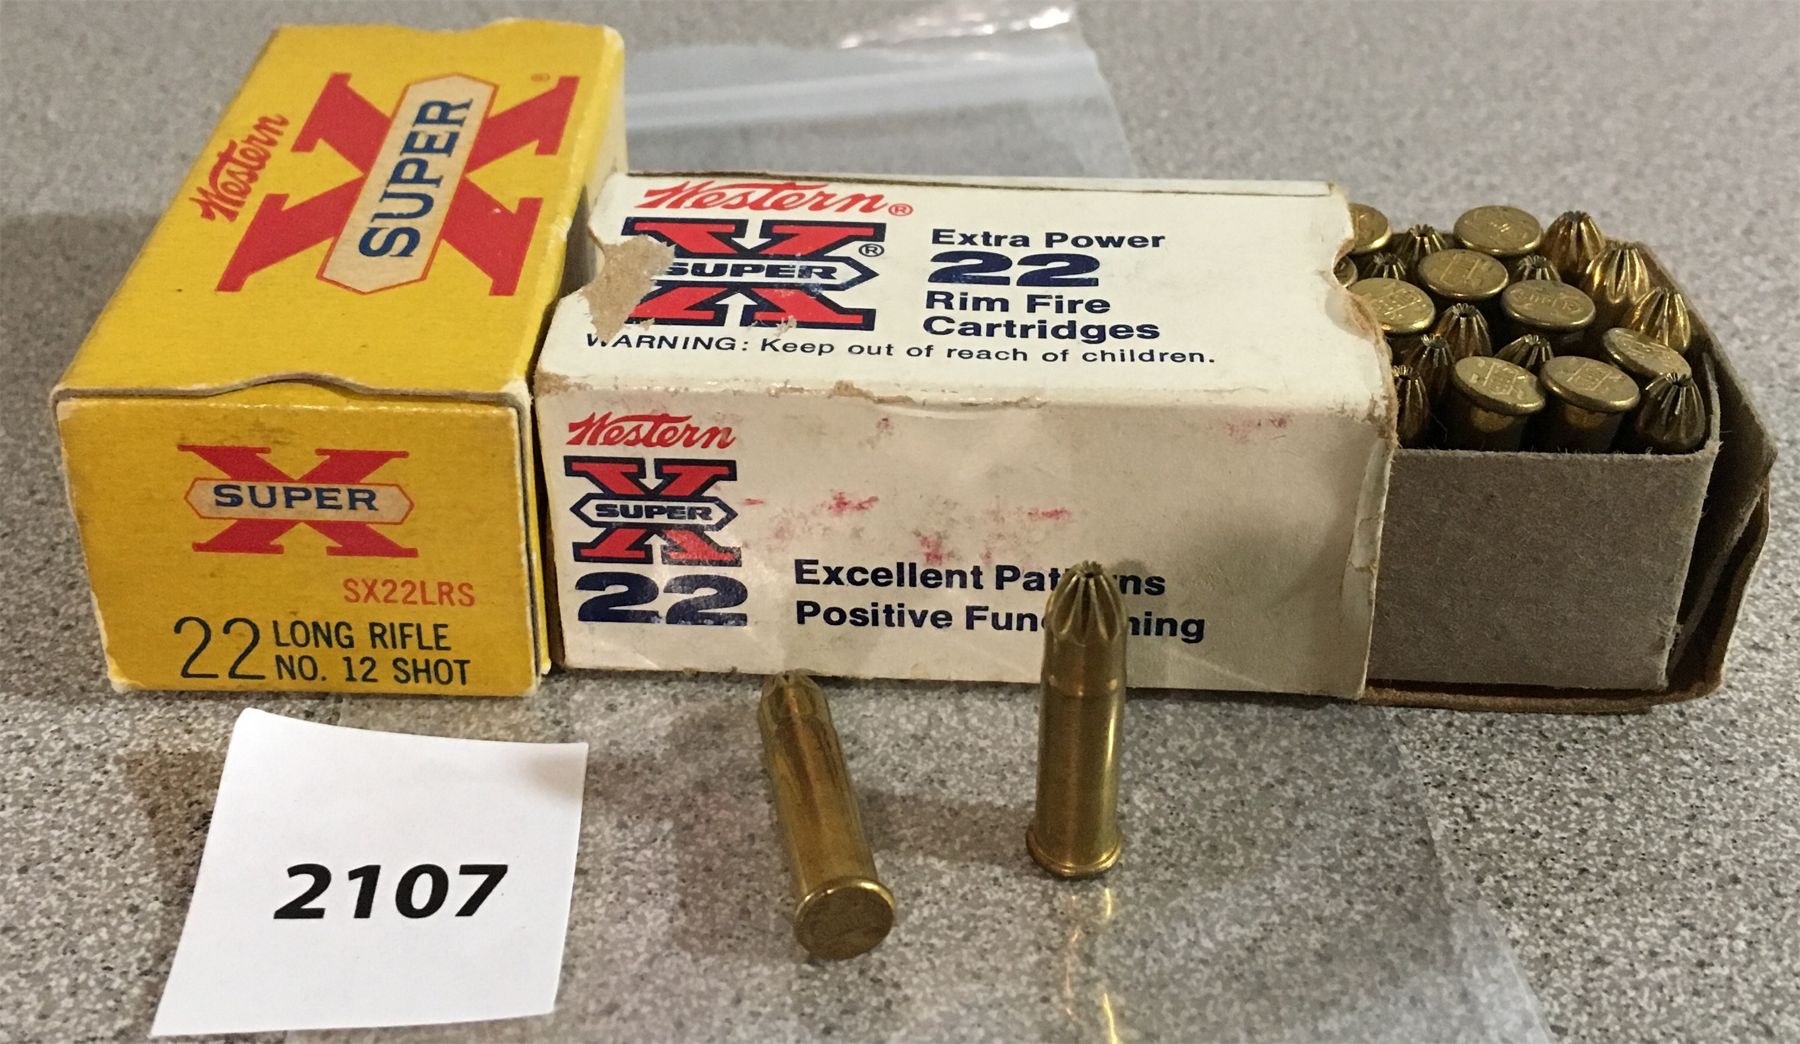 Western
X
SUPER
®
Western ®
X
SUPER ®
Extra Power
22
Rim Fire
Cartridges
WARNING: Keep out of reach of children.
X
SUPER
SX22LRS
22 LONG RIFLE
NO. 12 SHOT
Western
X
SUPER
22
Excellent Pat ns
Positive Fun ning
2107